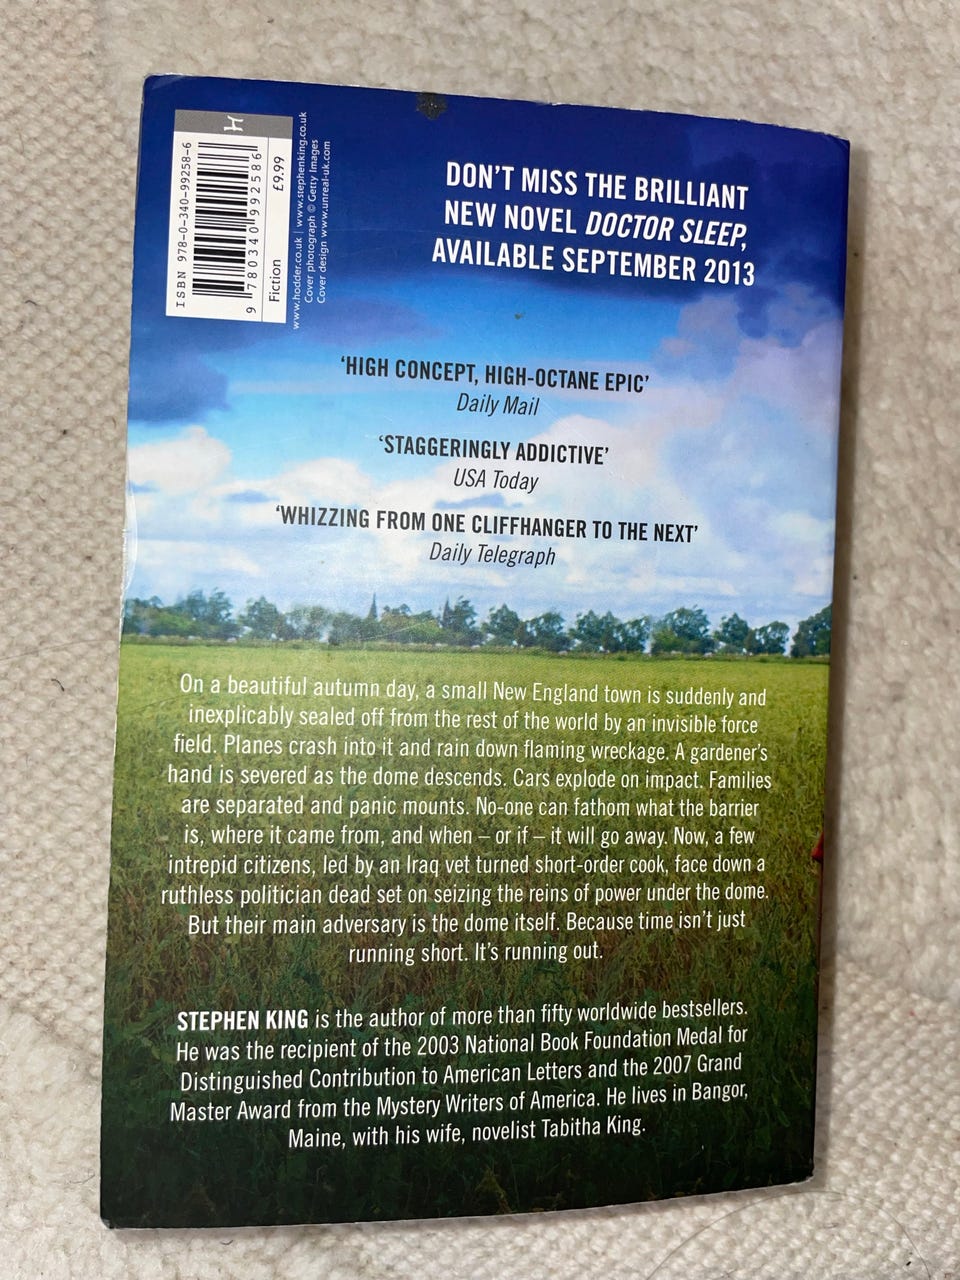 ISBN 978-0-340-99258-6
9 780340 992586
Fiction £9.99
www.hodder.co.uk | www.stephenking.co.uk
Cover photograph © Getty Images
Cover design www.unreal-uk.com
DON'T MISS THE BRILLIANT
NEW NOVEL DOCTOR SLEEP,
AVAILABLE SEPTEMBER 2013
‘HIGH CONCEPT, HIGH-OCTANE EPIC’
Daily Mail
‘STAGGERINGLY ADDICTIVE’
USA Today
‘WHIZZING FROM ONE CLIFFHANGER TO THE NEXT’
Daily Telegraph
On a beautiful autumn day, a small New England town is suddenly and
inexplicably sealed off from the rest of the world by an invisible force
field. Planes crash into it and rain down flaming wreckage. A gardener's
hand is severed as the dome descends. Cars explode on impact. Families
are separated and panic mounts. No-one can fathom what the barrier
is, where it came from, and when – or if – it will go away. Now, a few
intrepid citizens, led by an Iraq vet turned short-order cook, face down a
ruthless politician dead set on seizing the reins of power under the dome.
But their main adversary is the dome itself. Because time isn't just
running short. It's running out.
STEPHEN KING is the author of more than fifty worldwide bestsellers.
He was the recipient of the 2003 National Book Foundation Medal for
Distinguished Contribution to American Letters and the 2007 Grand
Master Award from the Mystery Writers of America. He lives in Bangor,
Maine, with his wife, novelist Tabitha King.